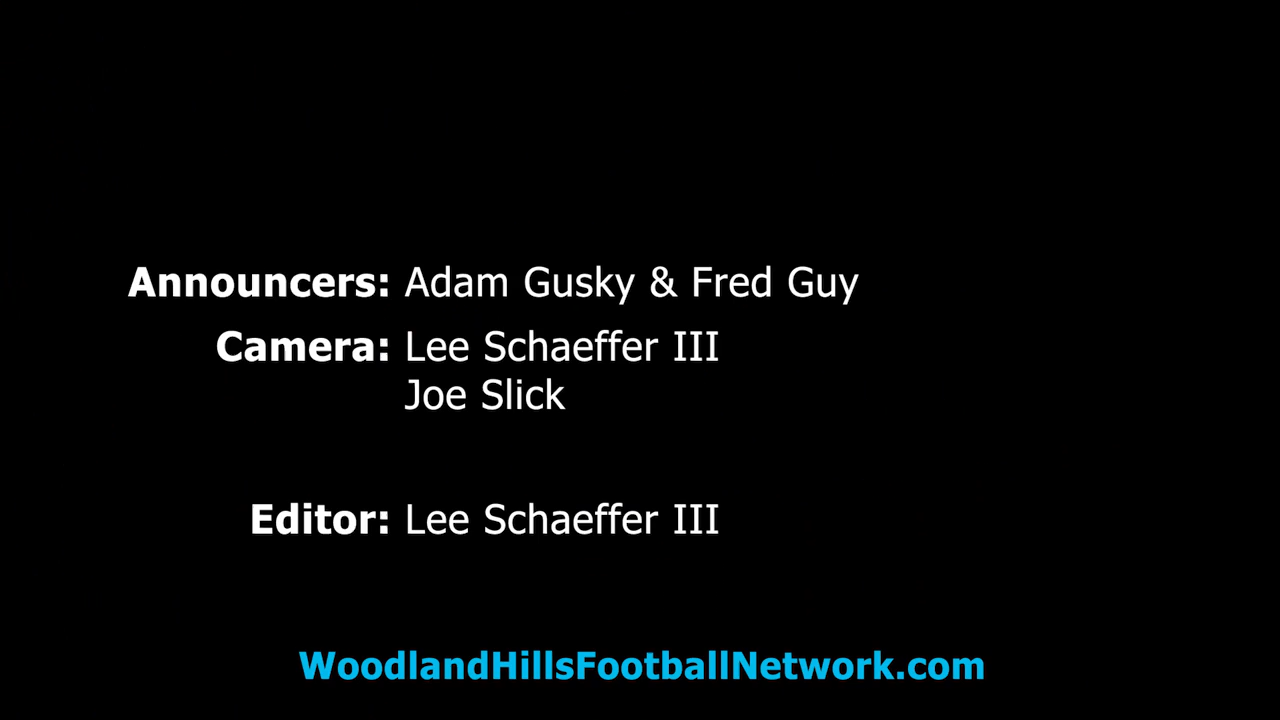 Announcers: Adam Gusky & Fred Guy
Camera: Lee Schaeffer III
Joe Slick
Editor: Lee Schaeffer III
WoodlandHillsFootballNetwork.com